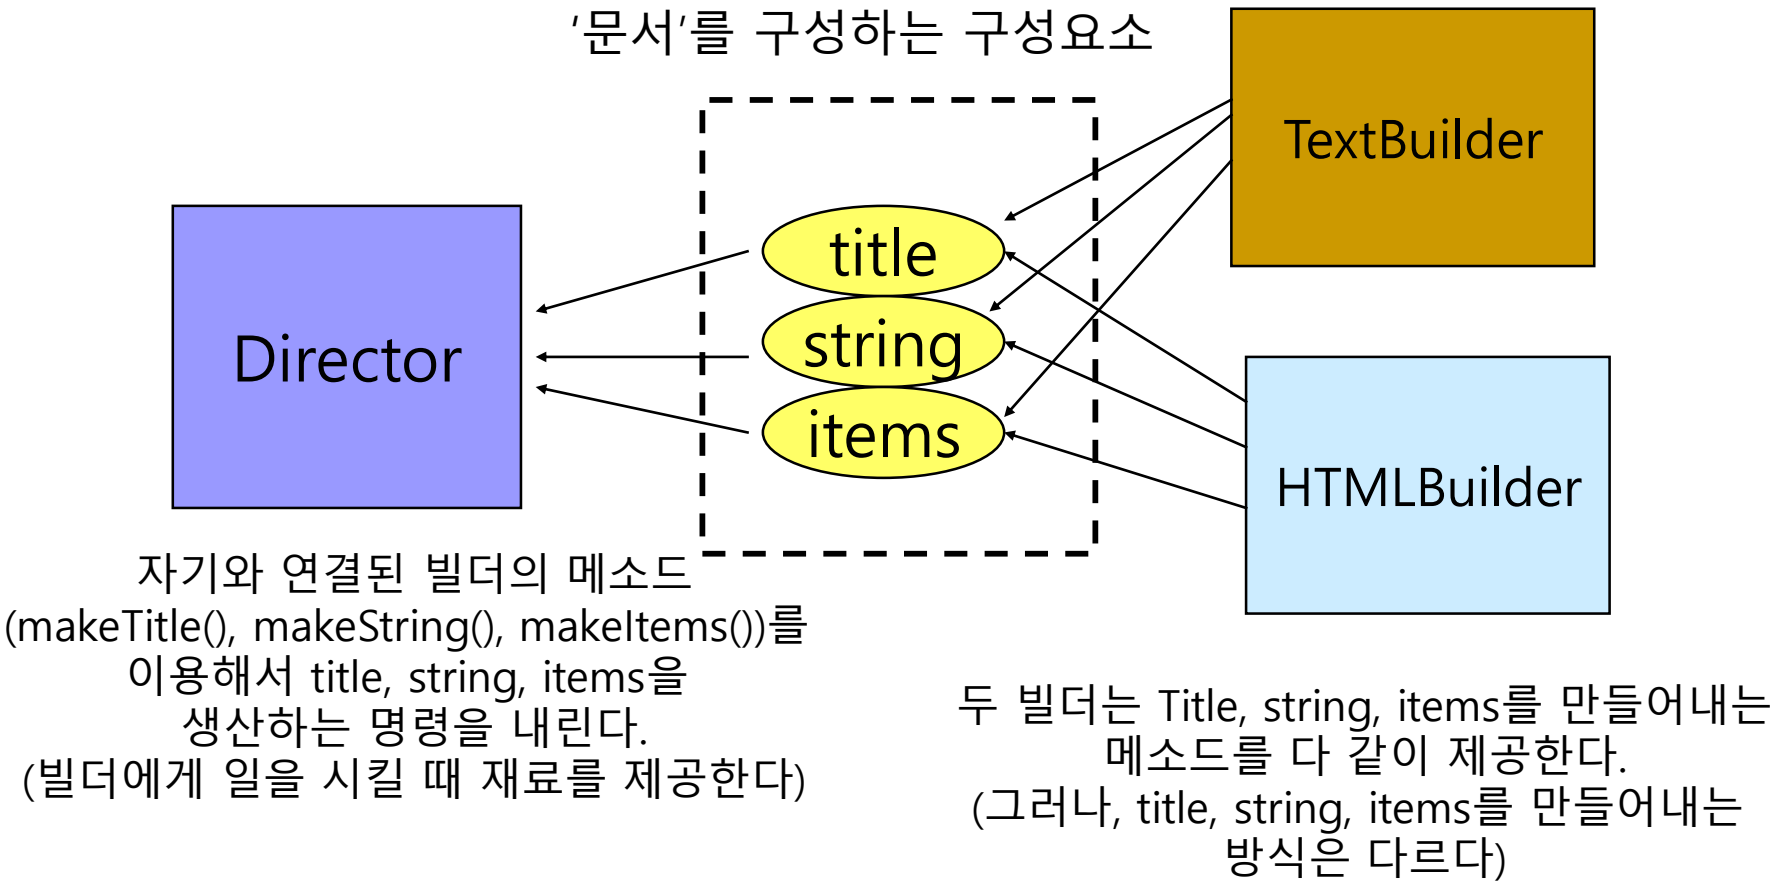 ‘문서’를 구성하는 구성요소
TextBuilder
title
string
items
Director
HTMLBuilder
자기와 연결된 빌더의 메소드
(makeTitle(), makeString(), makeItems())를
이용해서 title, string, items을
생산하는 명령을 내린다.
(빌더에게 일을 시킬 때 재료를 제공한다)
두 빌더는 Title, string, items를 만들어내는
메소드를 다 같이 제공한다.
(그러나, title, string, items를 만들어내는
방식은 다르다)